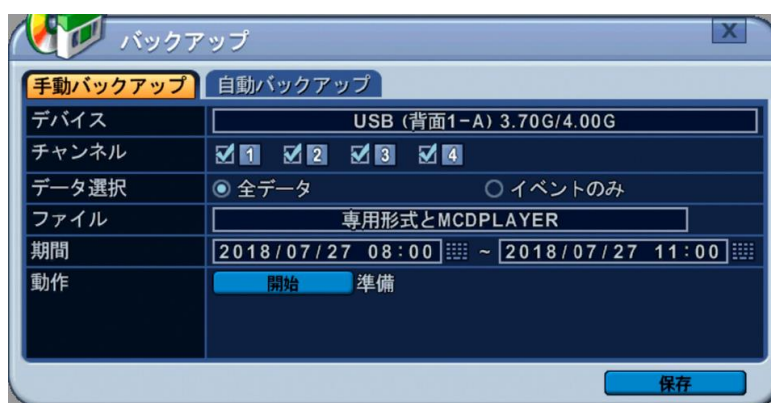 バックアップ
X
手動バックアップ 自動バックアップ
デバイス USB (背面1-A) 3.70G/4.00G
チャンネル 1 2 3 4
データ選択 全データ イベントのみ
ファイル 専用形式とMCDPLAYER
期間 2018/07/27 08:00 ~ 2018/07/27 11:00
動作 開始 準備
保存